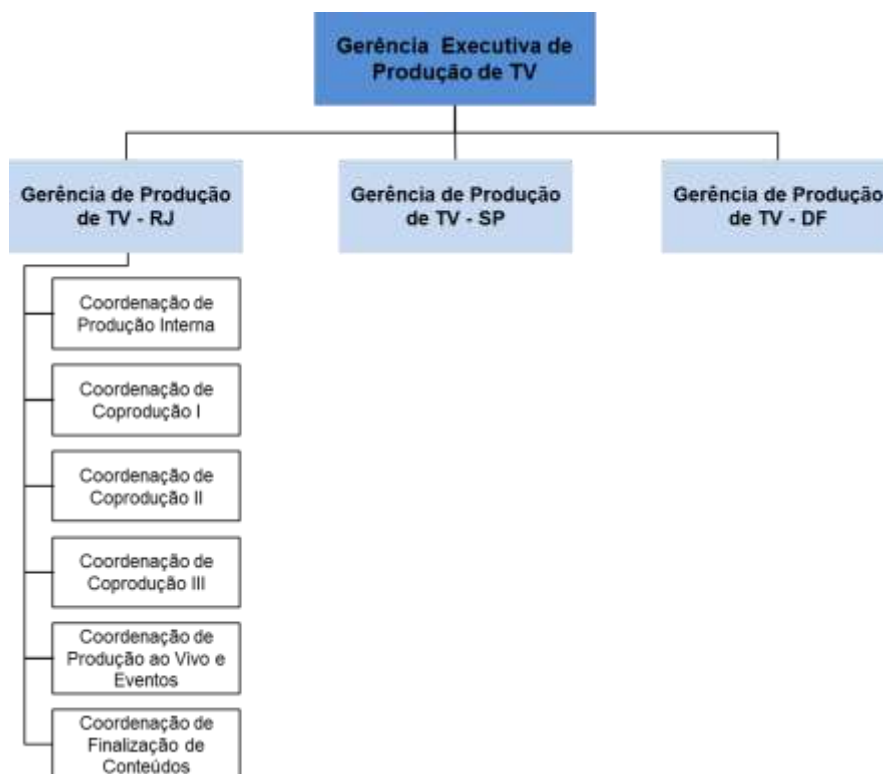 Gerência Executiva de
Produção de TV
Gerência de Produção
de TV - RJ
Gerência de Produção
de TV - SP
Gerência de Produção
de TV - DF
Coordenação de
Produção Interna
Coordenação de
Coprodução I
Coordenação de
Coprodução II
Coordenação de
Coprodução III
Coordenação de
Produção ao Vivo e
Eventos
Coordenação de
Finalização de
Conteúdos